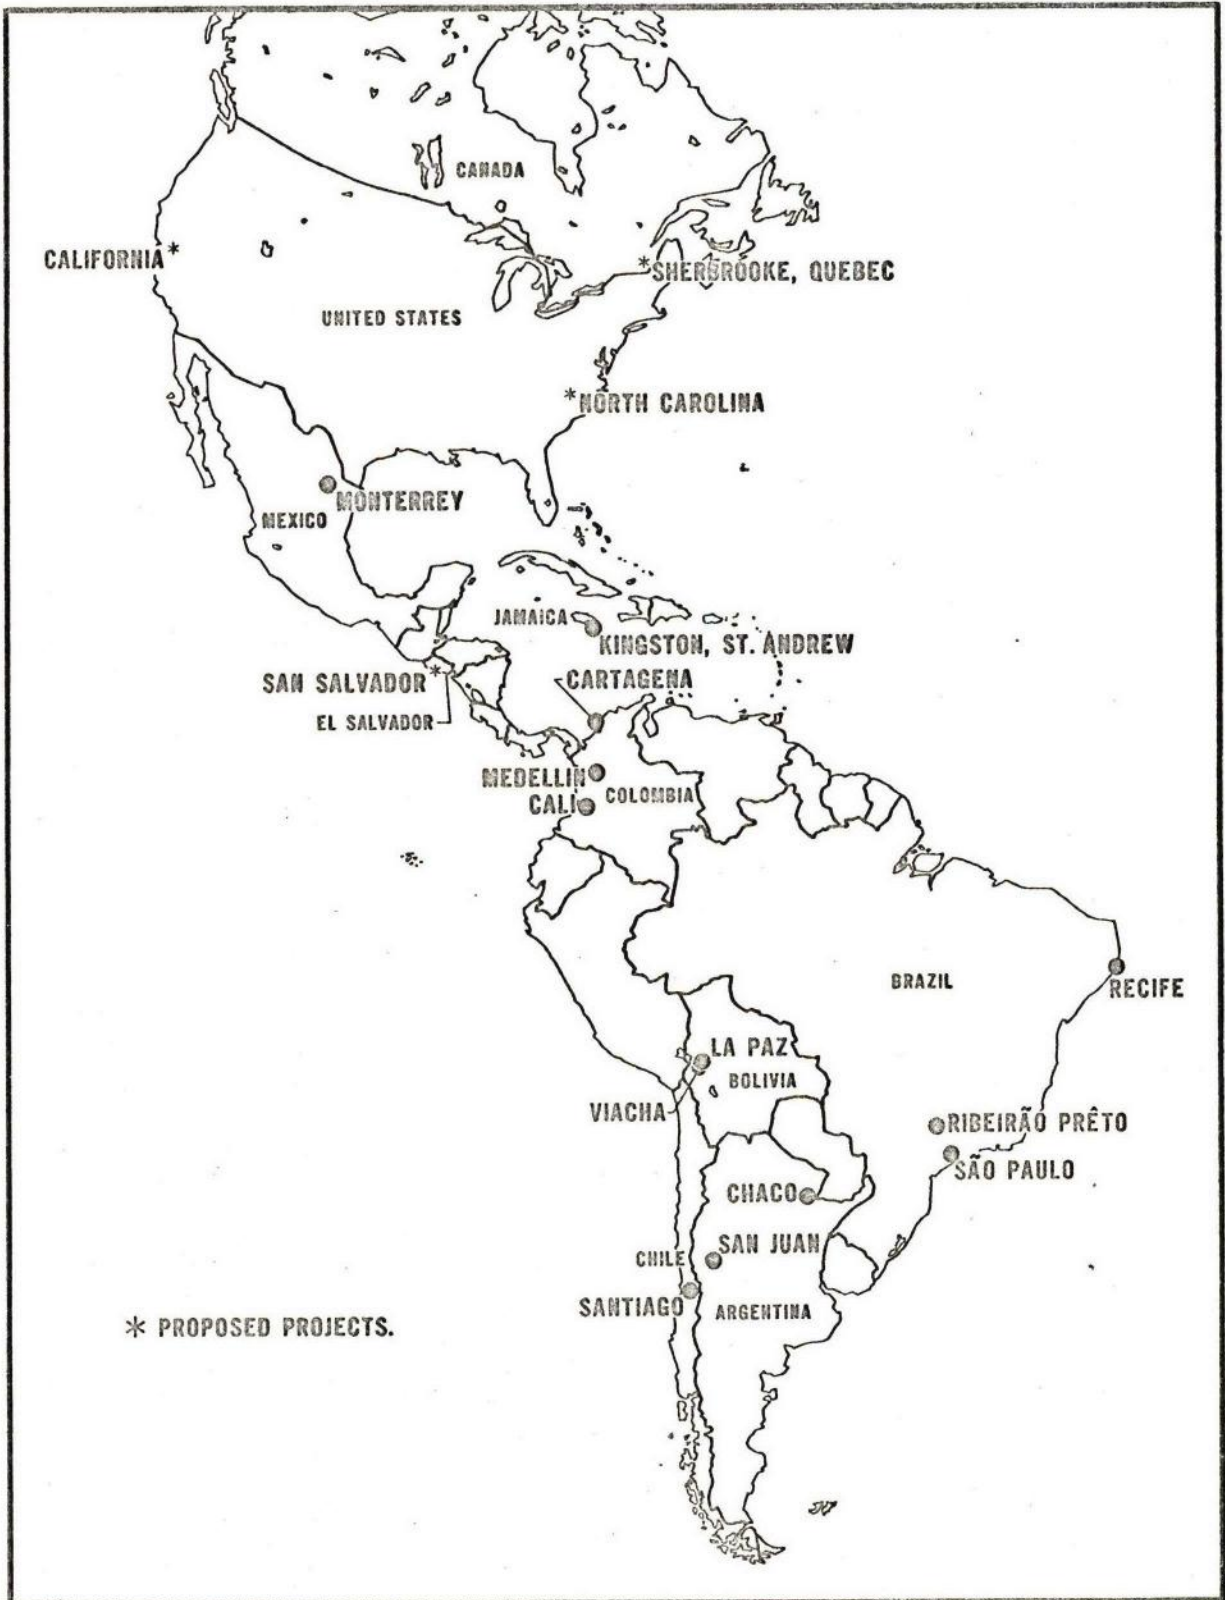 CANADA
CALIFORNIA*
*SHERBROOKE, QUEBEC
UNITED STATES
*NORTH CAROLINA
MONTERREY
MEXICO
JAMAICA
KINGSTON, ST. ANDREW
SAN SALVADOR*
CARTAGENA
EL SALVADOR
MEDELLIN
CALI
COLOMBIA
BRAZIL
RECIFE
LA PAZ
BOLIVIA
VIACHA
RIBEIRÃO PRÊTO
SÃO PAULO
CHACO
SAN JUAN
CHILE
SANTIAGO
ARGENTINA
* PROPOSED PROJECTS.